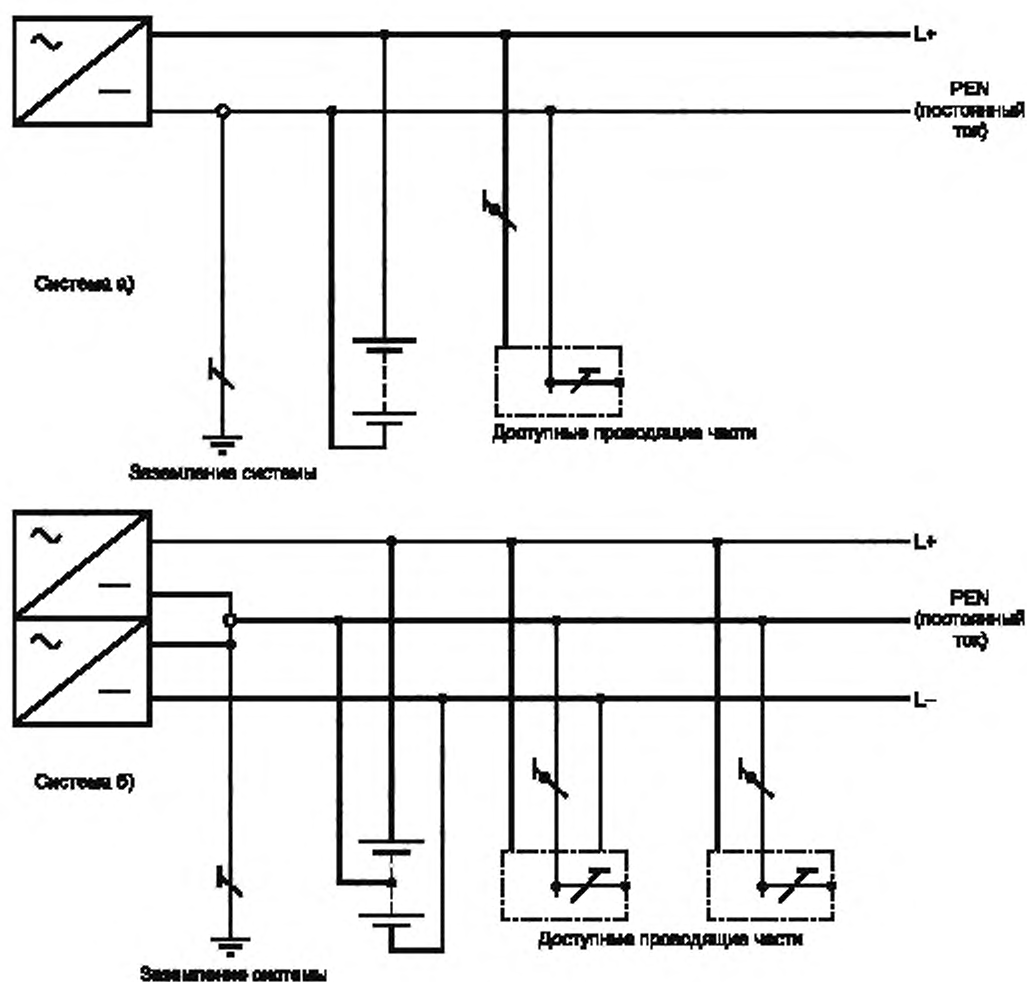 L+
PEN
(постоянный
ток)
Система а)
Доступные проводящие части
Заземление системы
L+
PEN
(постоянный
ток)
L–
Система б)
Доступные проводящие части
Заземление системы